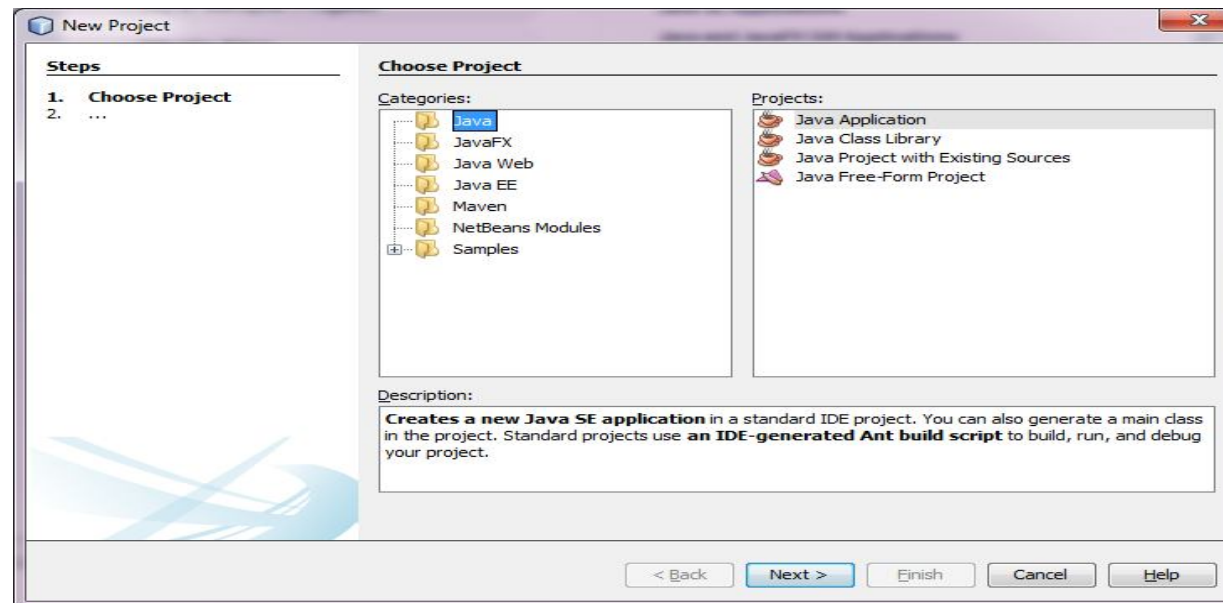 New Project
Steps
1. Choose Project
2. ...
Choose Project
Categories:
Java
JavaFX
Java Web
Java EE
Maven
NetBeans Modules
Samples
Projects:
Java Application
Java Class Library
Java Project with Existing Sources
Java Free-Form Project
Description:
Creates a new Java SE application in a standard IDE project. You can also generate a main class
in the project. Standard projects use an IDE-generated Ant build script to build, run, and debug
your project.
< Back Next > Finish Cancel Help